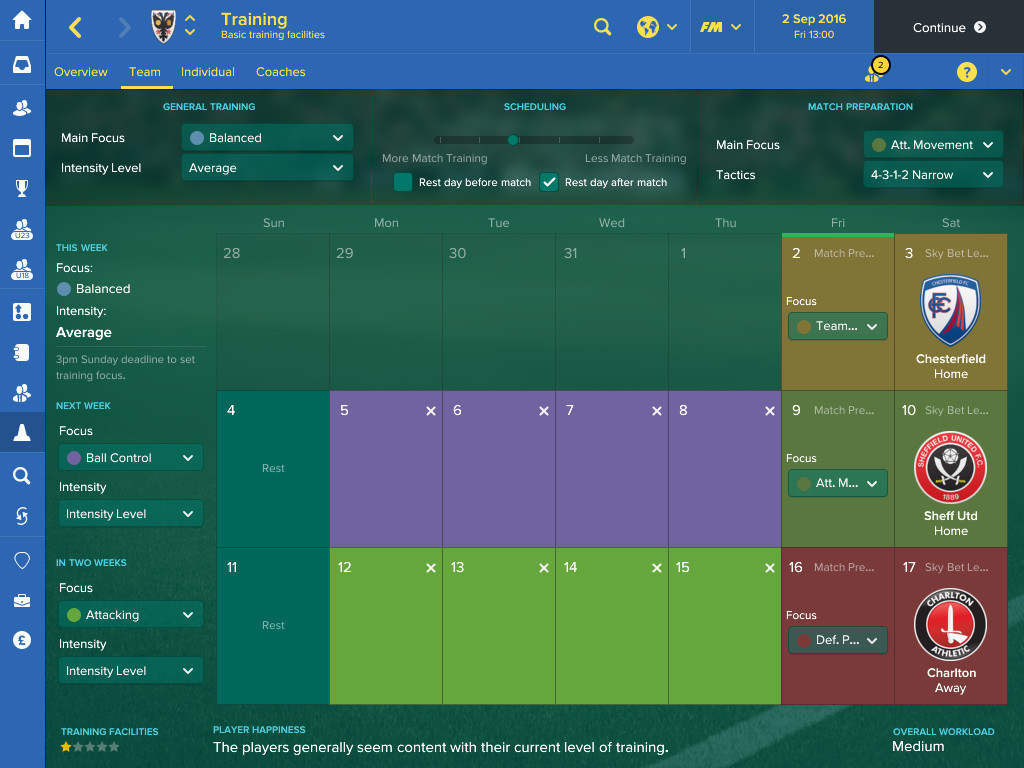 Training
Basic training facilities
FM
2 Sep 2016
Fri 13:00
Continue
Overview
Team
Individual
Coaches
2
?
GENERAL TRAINING
Main Focus
Balanced
Intensity Level
Average
SCHEDULING
More Match Training
Less Match Training
Rest day before match
Rest day after match
MATCH PREPARATION
Main Focus
Att. Movement
Tactics
4-3-1-2 Narrow
U23
U18
£
Sun
Mon
Tue
Wed
Thu
Fri
Sat
THIS WEEK
Focus:
Balanced
Intensity:
Average
3pm Sunday deadline to set
training focus.
28
29
30
31
1
2 Match Pre...
Focus
Team...
3 Sky Bet Le...
CHESTERFIELD FC
Chesterfield
Home
NEXT WEEK
Focus
Ball Control
Intensity
Intensity Level
4
Rest
5
6
7
8
9 Match Pre...
Focus
Att. M...
10 Sky Bet Le...
SHEFFIELD UNITED F.C.
1889
Sheff Utd
Home
IN TWO WEEKS
Focus
Attacking
Intensity
Intensity Level
11
Rest
12
13
14
15
16 Match Pre...
Focus
Def. P...
17 Sky Bet Le...
CHARLTON
ATHLETIC
Charlton
Away
TRAINING FACILITIES
PLAYER HAPPINESS
The players generally seem content with their current level of training.
OVERALL WORKLOAD
Medium